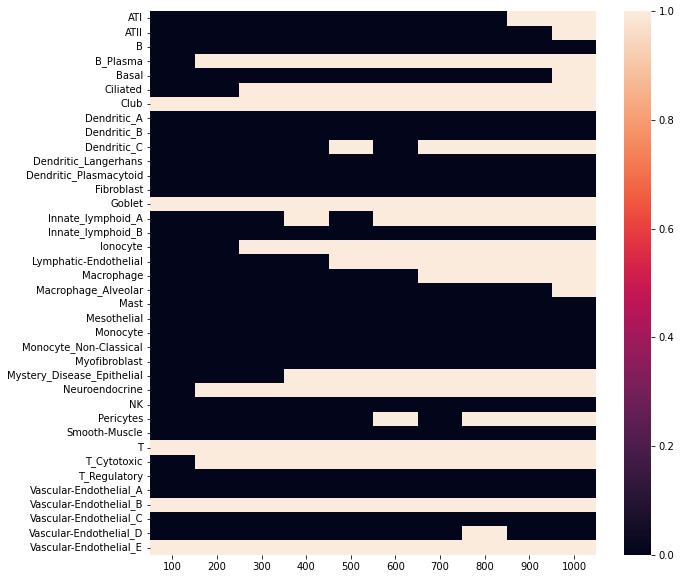 ATI
ATII
B
B_Plasma
Basal
Ciliated
Club
Dendritic_A
Dendritic_B
Dendritic_C
Dendritic_Langerhans
Dendritic_Plasmacytoid
Fibroblast
Goblet
Innate_lymphoid_A
Innate_lymphoid_B
Ionocyte
Lymphatic-Endothelial
Macrophage
Macrophage_Alveolar
Mast
Mesothelial
Monocyte
Monocyte_Non-Classical
Myofibroblast
Mystery_Disease_Epithelial
Neuroendocrine
NK
Pericytes
Smooth-Muscle
T
T_Cytotoxic
T_Regulatory
Vascular-Endothelial_A
Vascular-Endothelial_B
Vascular-Endothelial_C
Vascular-Endothelial_D
Vascular-Endothelial_E
100 200 300 400 500 600 700 800 900 1000
1.0
0.8
0.6
0.4
0.2
0.0